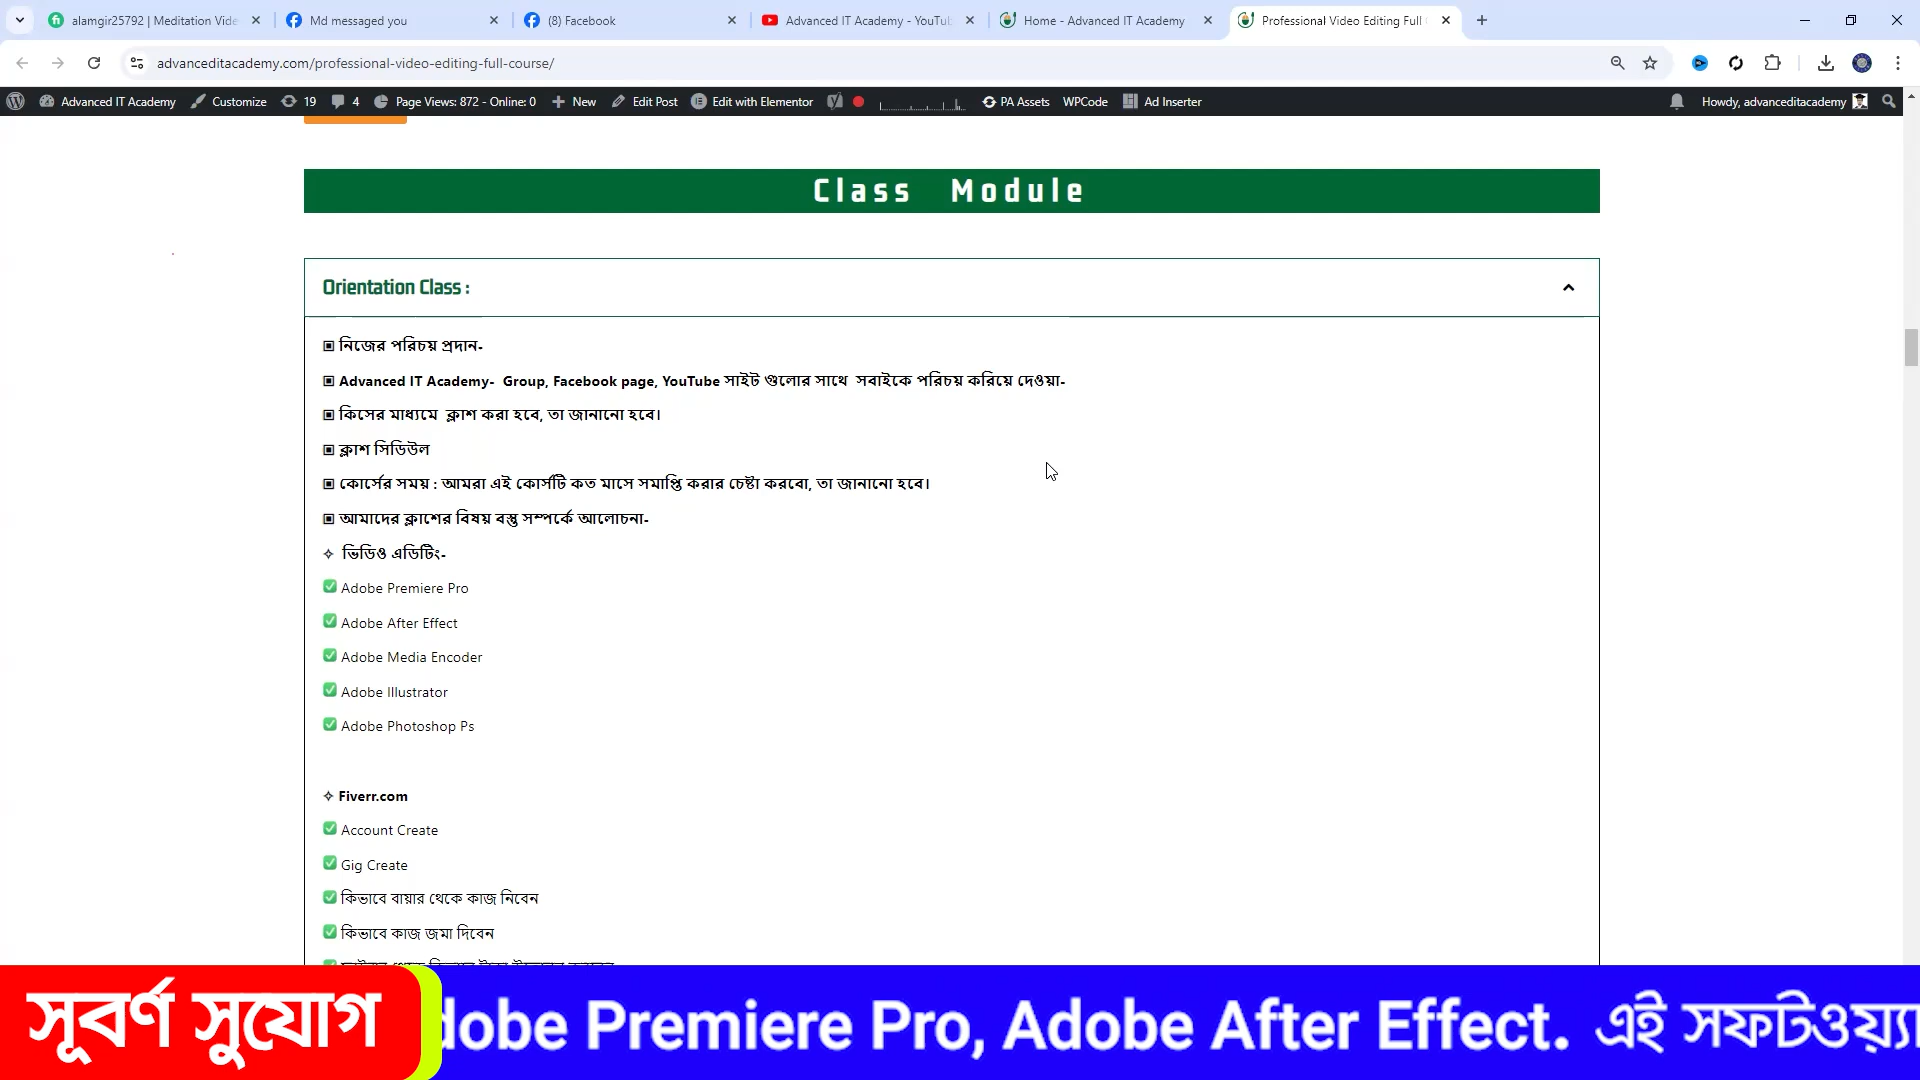 alamgir25792 | Meditation Vide
Md messaged you
(8) Facebook
Advanced IT Academy - YouTu
Home - Advanced IT Academy
Professional Video Editing Full
advanceditacademy.com/professional-video-editing-full-course/
Advanced IT Academy
Customize
19
4
Page Views: 872 - Online: 0
New
Edit Post
Edit with Elementor
PA Assets
WPCode
Ad Inserter
Howdy, advanceditacademy
Class Module
Orientation Class :
▣ নিজের পরিচয় প্রদান-
▣ Advanced IT Academy- Group, Facebook page, YouTube সাইট গুলোর সাথে সবাইকে পরিচয় করিয়ে দেওয়া-
▣ কিসের মাধ্যমে ক্লাশ করা হবে, তা জানানো হবে।
▣ ক্লাশ সিডিউল
▣ কোর্সের সময় : আমরা এই কোর্সটি কত মাসে সমাপ্তি করার চেষ্টা করবো, তা জানানো হবে।
▣ আমাদের ক্লাশের বিষয় বস্তু সম্পর্কে আলোচনা-
✧ ভিডিও এডিটিং-
✅ Adobe Premiere Pro
✅ Adobe After Effect
✅ Adobe Media Encoder
✅ Adobe Illustrator
✅ Adobe Photoshop Ps
✧ Fiverr.com
✅ Account Create
✅ Gig Create
✅ কিভাবে বায়ার থেকে কাজ নিবেন
✅ কিভাবে কাজ জমা দিবেন
সূবর্ণ সুযোগ
dobe Premiere Pro, Adobe After Effect. এই সফটওয়্যা